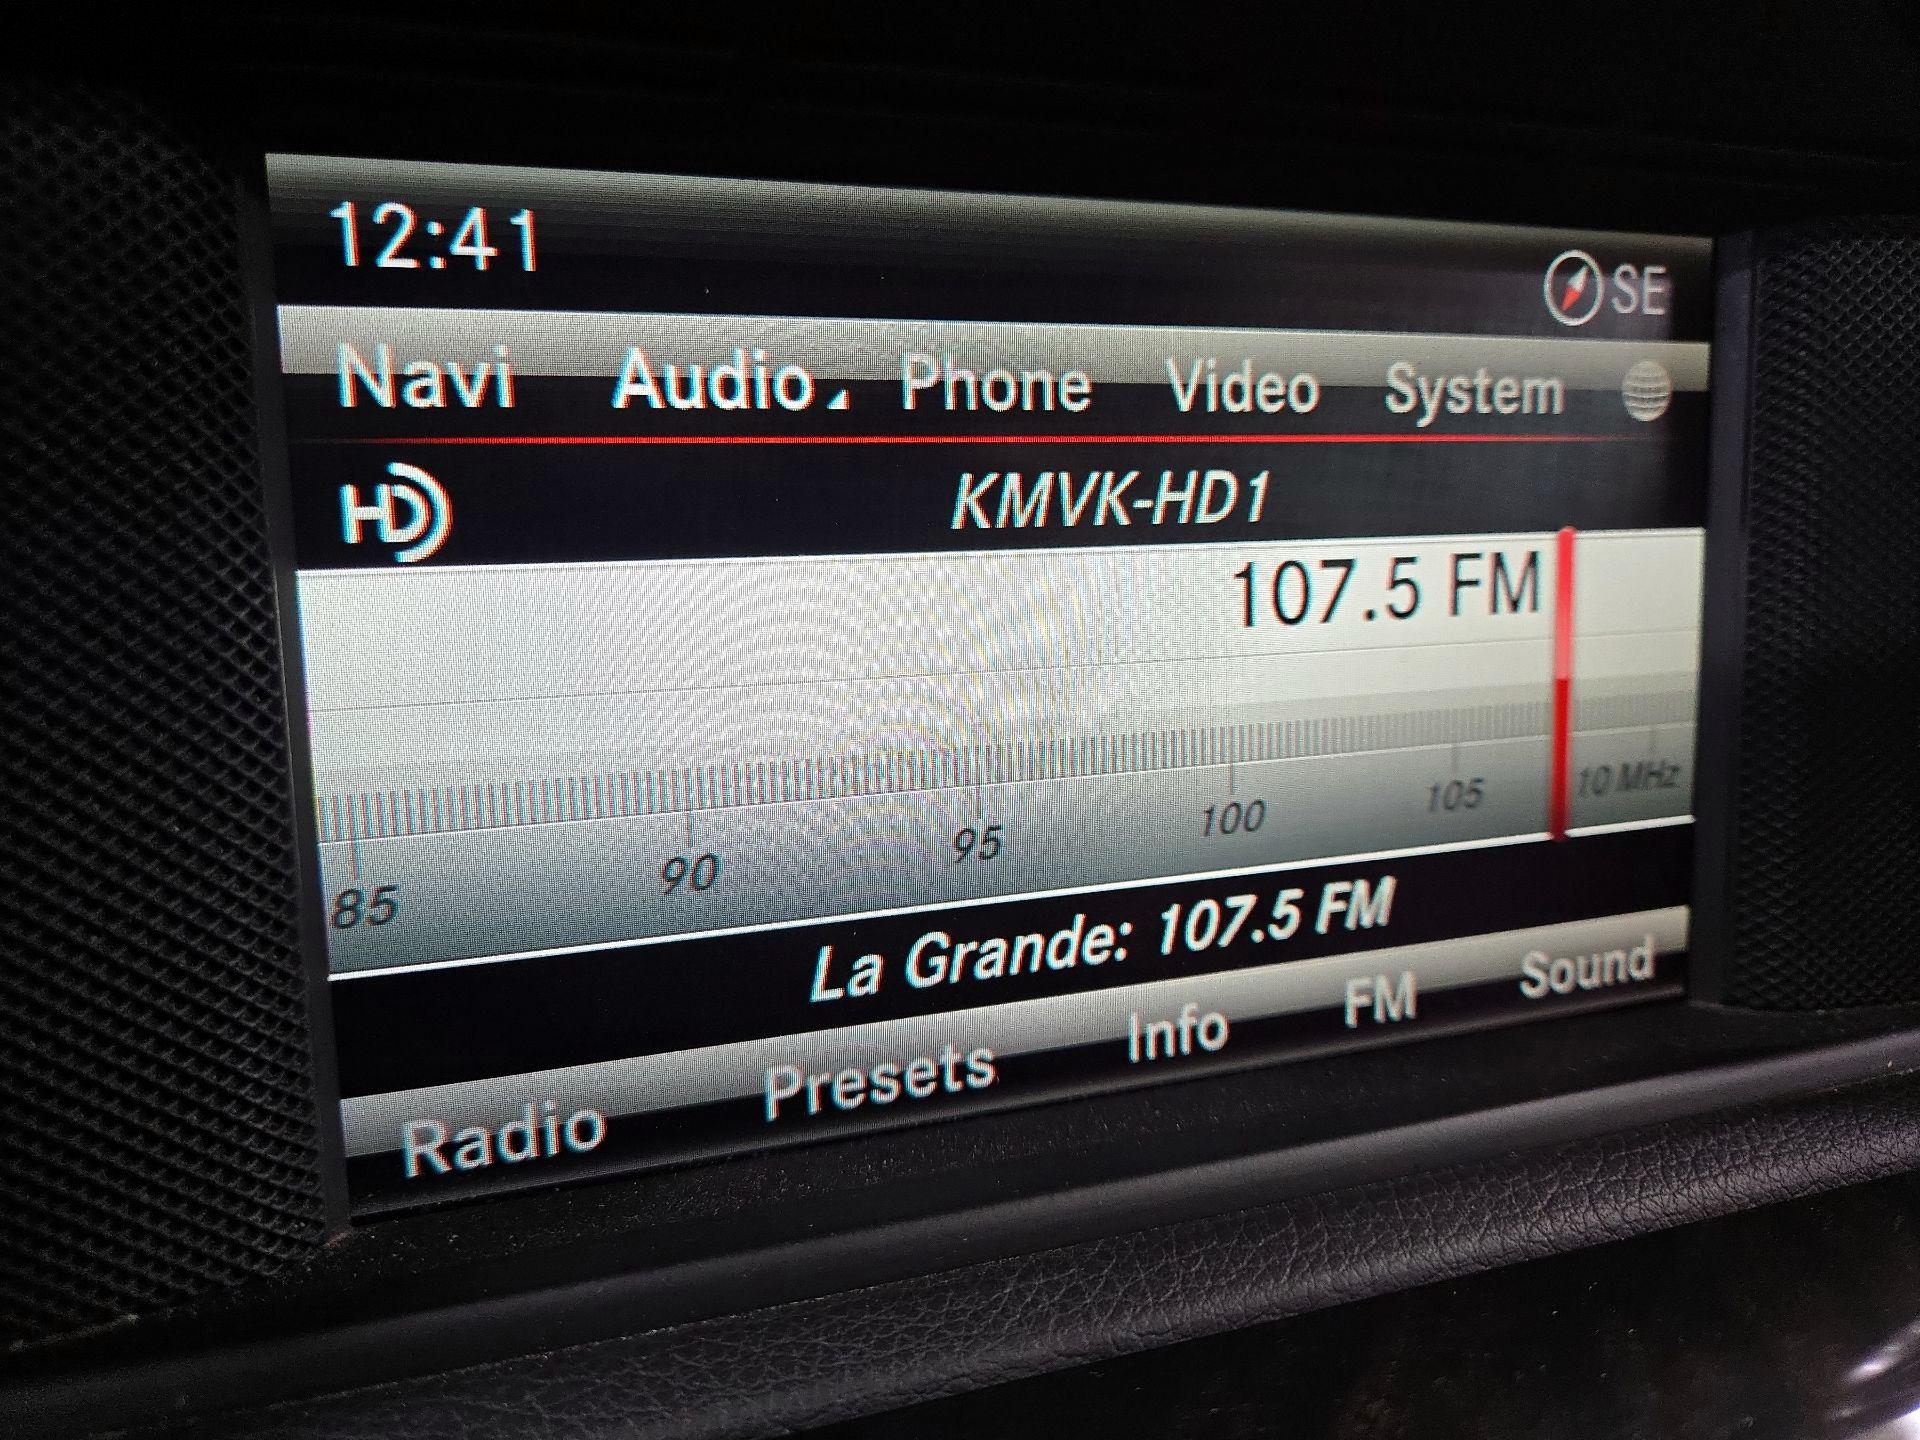 12:41
SE
Navi Audio Phone Video System
HD KMVK-HD1
107.5 FM
85 90 95 100 105 10 MHz
La Grande: 107.5 FM
Radio Presets Info FM Sound